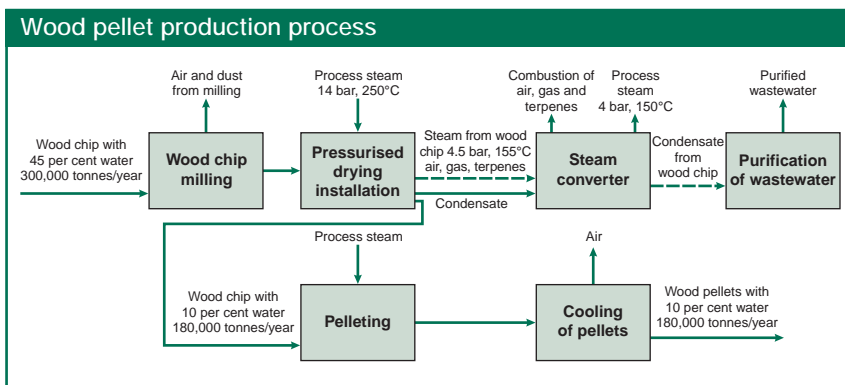 Wood pellet production process
Air and dust
from milling
Process steam
14 bar, 250°C
Combustion of
air, gas and
terpenes
Process
steam
4 bar, 150°C
Purified
wastewater
Wood chip with
45 per cent water
300,000 tonnes/year
Wood chip
milling
Pressurised
drying
installation
Steam from wood
chip 4.5 bar, 155°C
air, gas, terpenes
Condensate
Steam
converter
Condensate
from
wood chip
Purification
of wastewater
Process steam
Air
Wood chip with
10 per cent water
180,000 tonnes/year
Pelleting
Cooling
of pellets
Wood pellets with
10 per cent water
180,000 tonnes/year